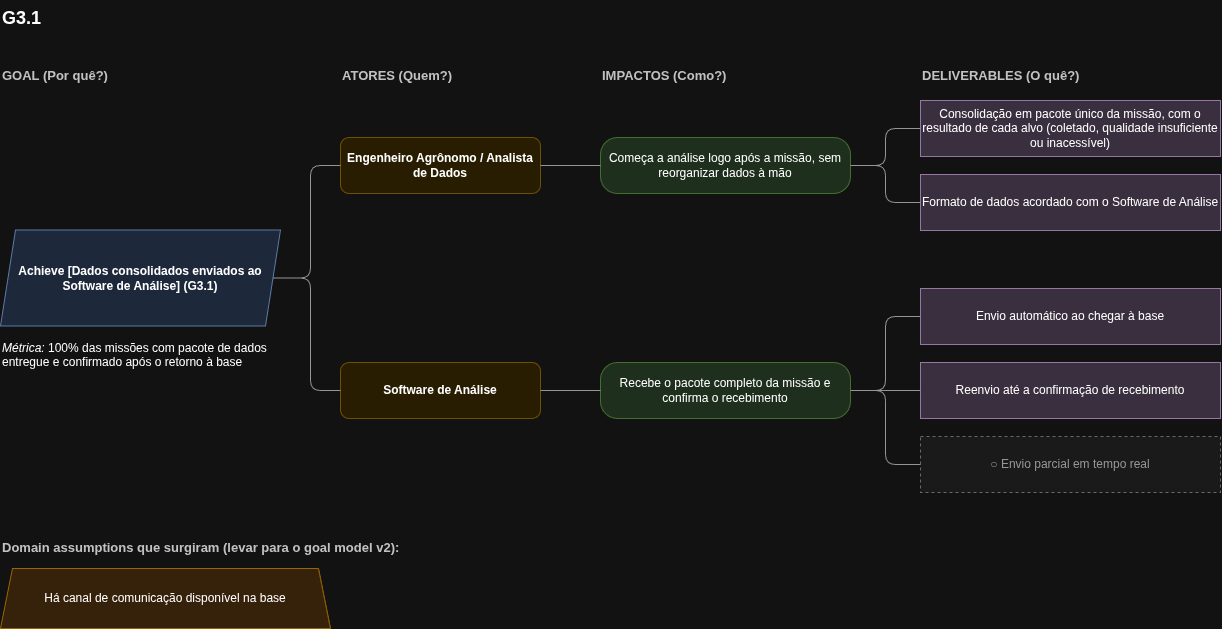 G3.1
GOAL (Por quê?)
ATORES (Quem?)
IMPACTOS (Como?)
DELIVERABLES (O quê?)
Achieve [Dados consolidados enviados ao
Software de Análise] (G3.1)
Métrica: 100% das missões com pacote de dados
entregue e confirmado após o retorno à base
Engenheiro Agrônomo / Analista
de Dados
Começa a análise logo após a missão, sem
reorganizar dados à mão
Consolidação em pacote único da missão, com o
resultado de cada alvo (coletado, qualidade insuficiente
ou inacessível)
Formato de dados acordado com o Software de Análise
Software de Análise
Recebe o pacote completo da missão e
confirma o recebimento
Envio automático ao chegar à base
Reenvio até a confirmação de recebimento
○ Envio parcial em tempo real
Domain assumptions que surgiram (levar para o goal model v2):
Há canal de comunicação disponível na base